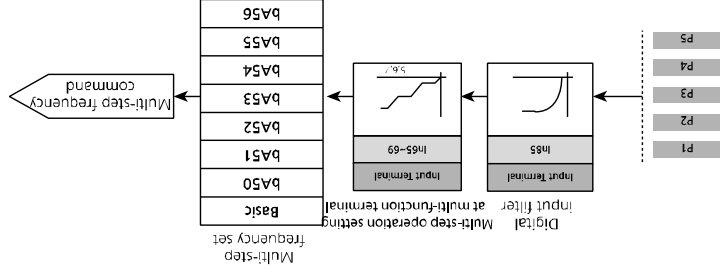 P1
P2
P3
P4
P5
Digital
input filter
Input Terminal
In85
Multi-step operation setting
at multi-function terminal
Input Terminal
In65~69
5,6,7
Multi-step
frequency set
Basic
bA50
bA51
bA52
bA53
bA54
bA55
bA56
Multi-step frequency
command